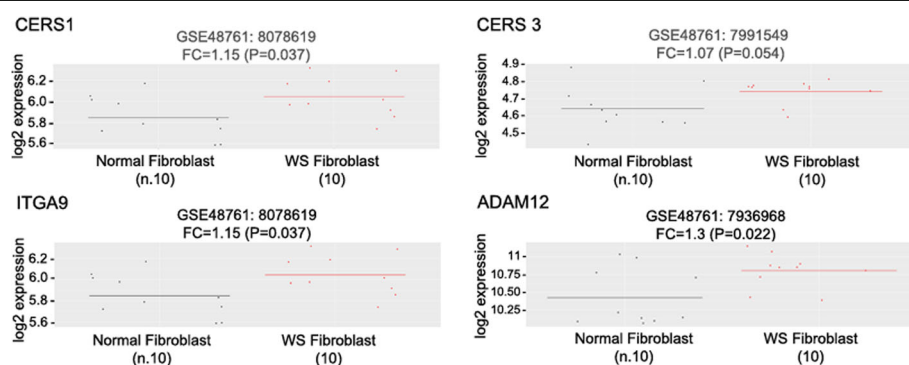 CERS1
GSE48761: 8078619
FC=1.15 (P=0.037)
log2 expression
6.2
6.0
5.8
5.6
Normal Fibroblast
(n.10)
WS Fibroblast
(10)
CERS 3
GSE48761: 7991549
FC=1.07 (P=0.054)
log2 expression
4.9
4.8
4.7
4.6
4.5
Normal Fibroblast
(n.10)
WS Fibroblast
(10)
ITGA9
GSE48761: 8078619
FC=1.15 (P=0.037)
log2 expression
6.2
6.0
5.8
5.6
Normal Fibroblast
(n.10)
WS Fibroblast
(10)
ADAM12
GSE48761: 7936968
FC=1.3 (P=0.022)
log2 expression
11
10.75
10.50
10.25
Normal Fibroblast
(n.10)
WS Fibroblast
(10)